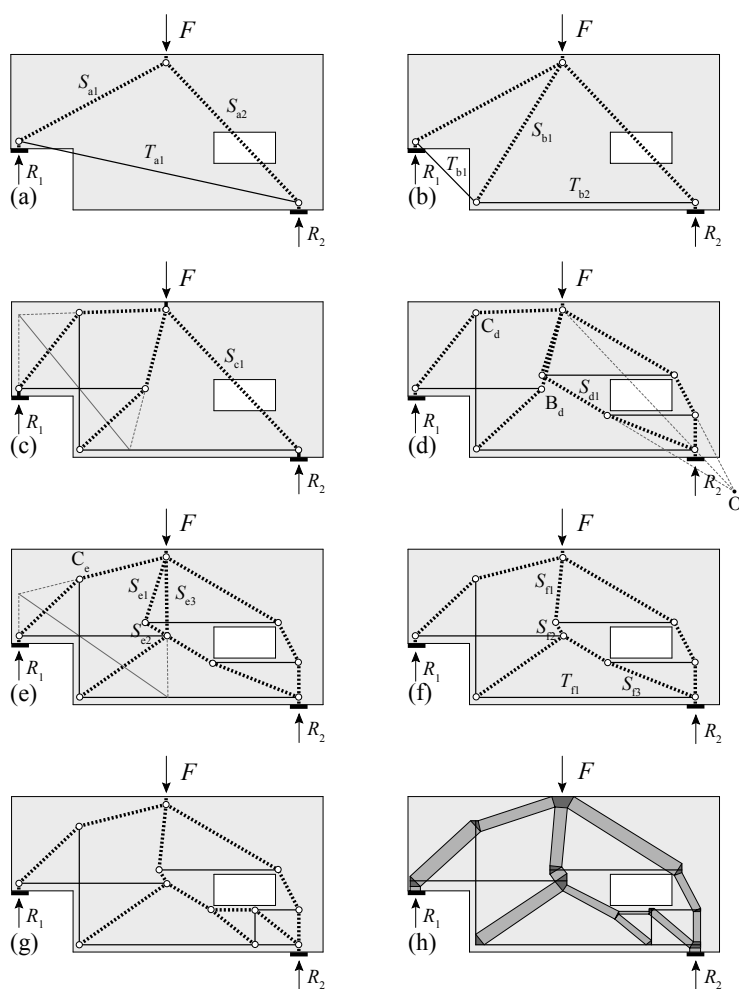 F
F
S_a1
S_a2
T_a1
R_1
R_2
(a)
S_b1
T_b1
T_b2
R_1
R_2
(b)
F
F
S_c1
R_1
R_2
(c)
C_d
S_d1
B_d
R_1
R_2
O
(d)
F
F
C_e
S_e1
S_e3
S_e2
R_1
R_2
(e)
S_f1
S_f2
T_f1
S_f3
R_1
R_2
(f)
F
F
R_1
R_2
(g)
R_1
R_2
(h)